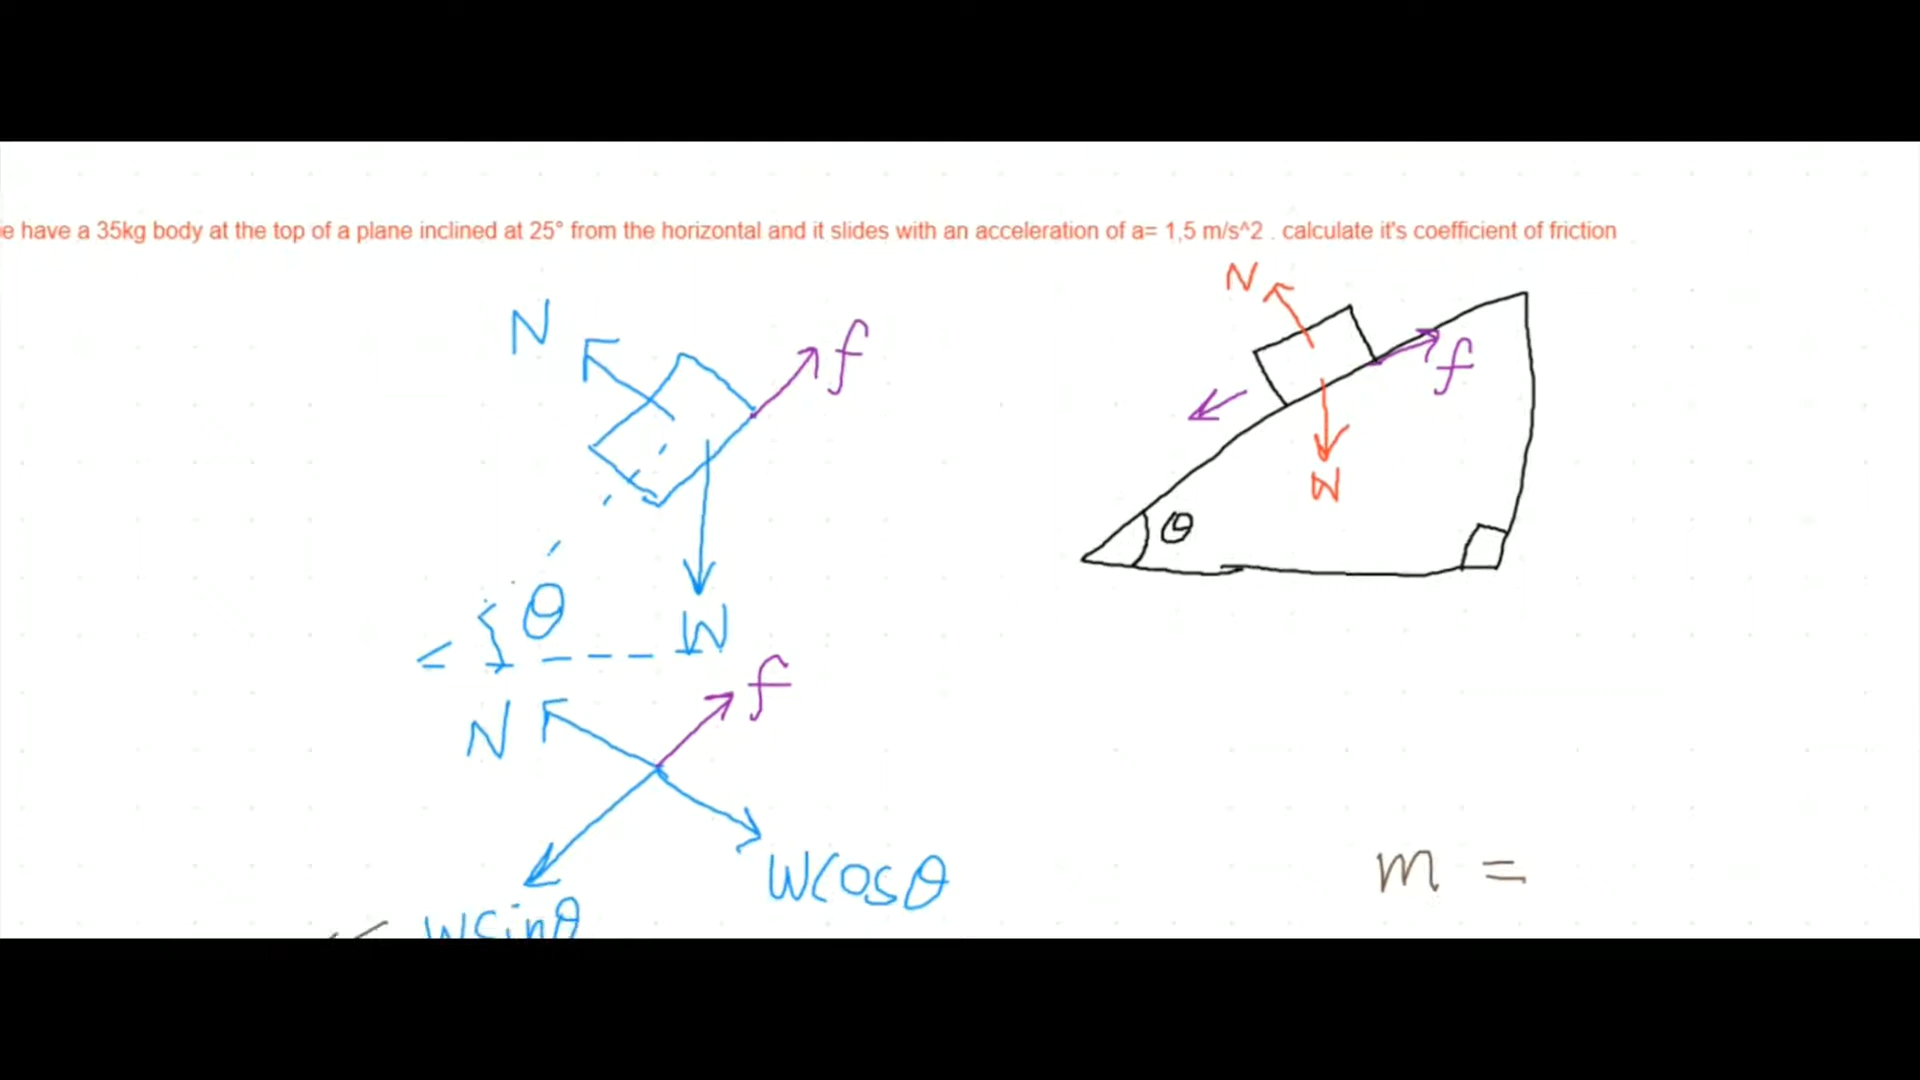 e have a 35kg body at the top of a plane inclined at 25° from the horizontal and it slides with an acceleration of a= 1,5 m/s^2 . calculate it's coefficient of friction
N
f
N
f
W
θ
θ
W
N
f
Wcosθ
m =
Wsinθ